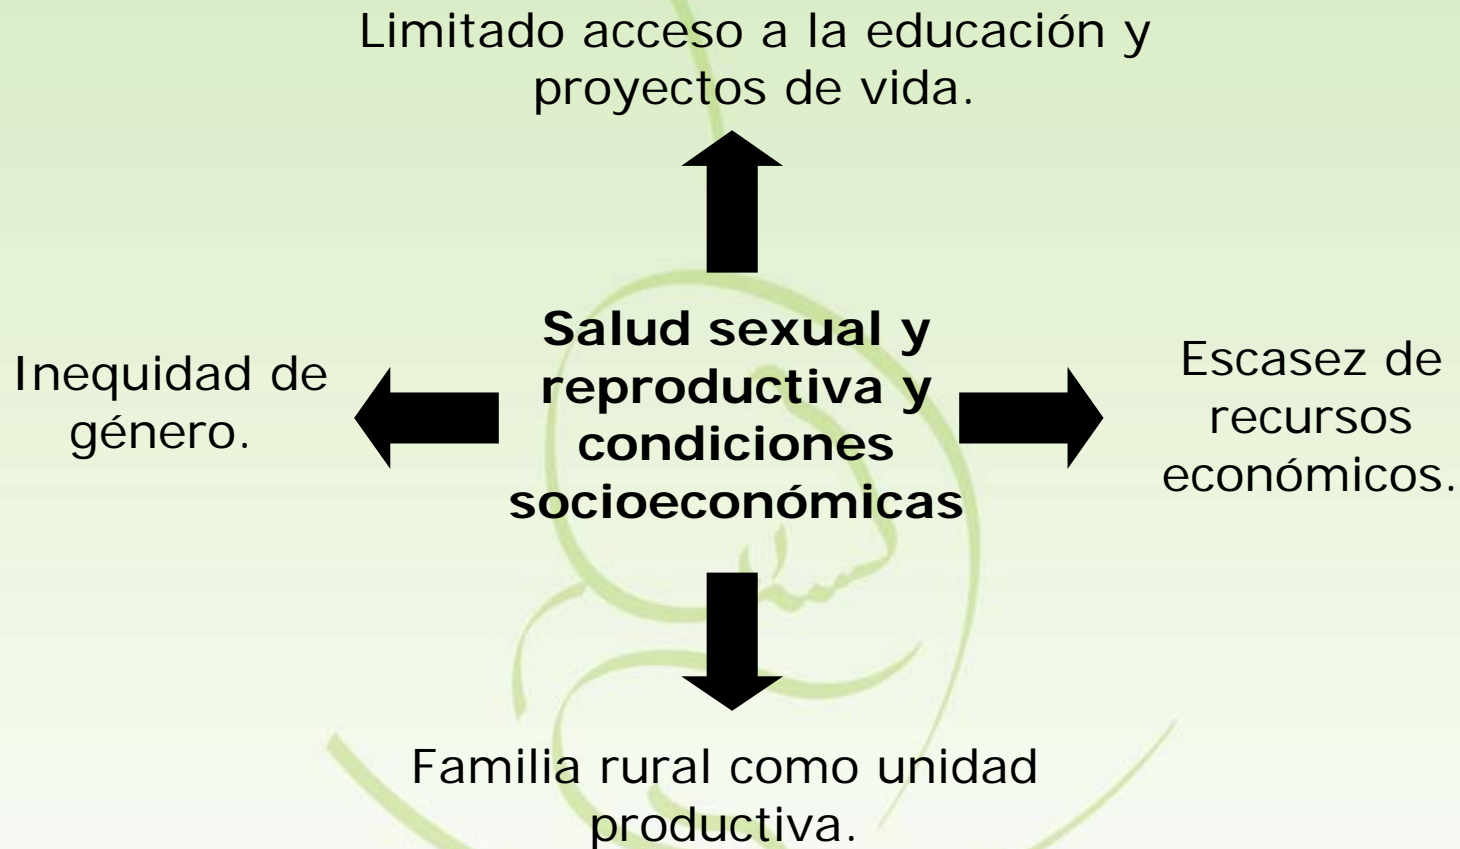 Limitado acceso a la educación y
proyectos de vida.
Inequidad de
género.
Salud sexual y
reproductiva y
condiciones
socioeconómicas
Escasez de
recursos
económicos.
Familia rural como unidad
productiva.